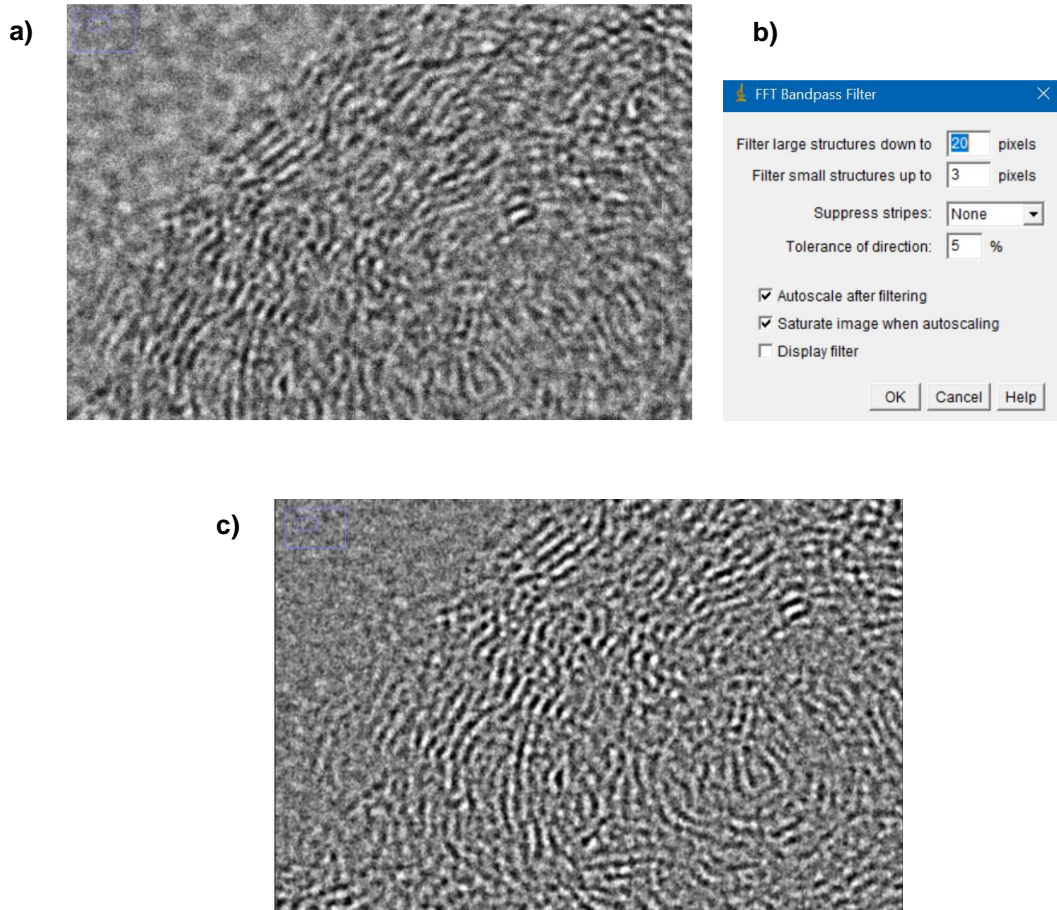 a)
b)
FFT Bandpass Filter
Filter large structures down to 20 pixels
Filter small structures up to 3 pixels
Suppress stripes: None
Tolerance of direction: 5 %
Autoscale after filtering
Saturate image when autoscaling
Display filter
OK Cancel Help
c)